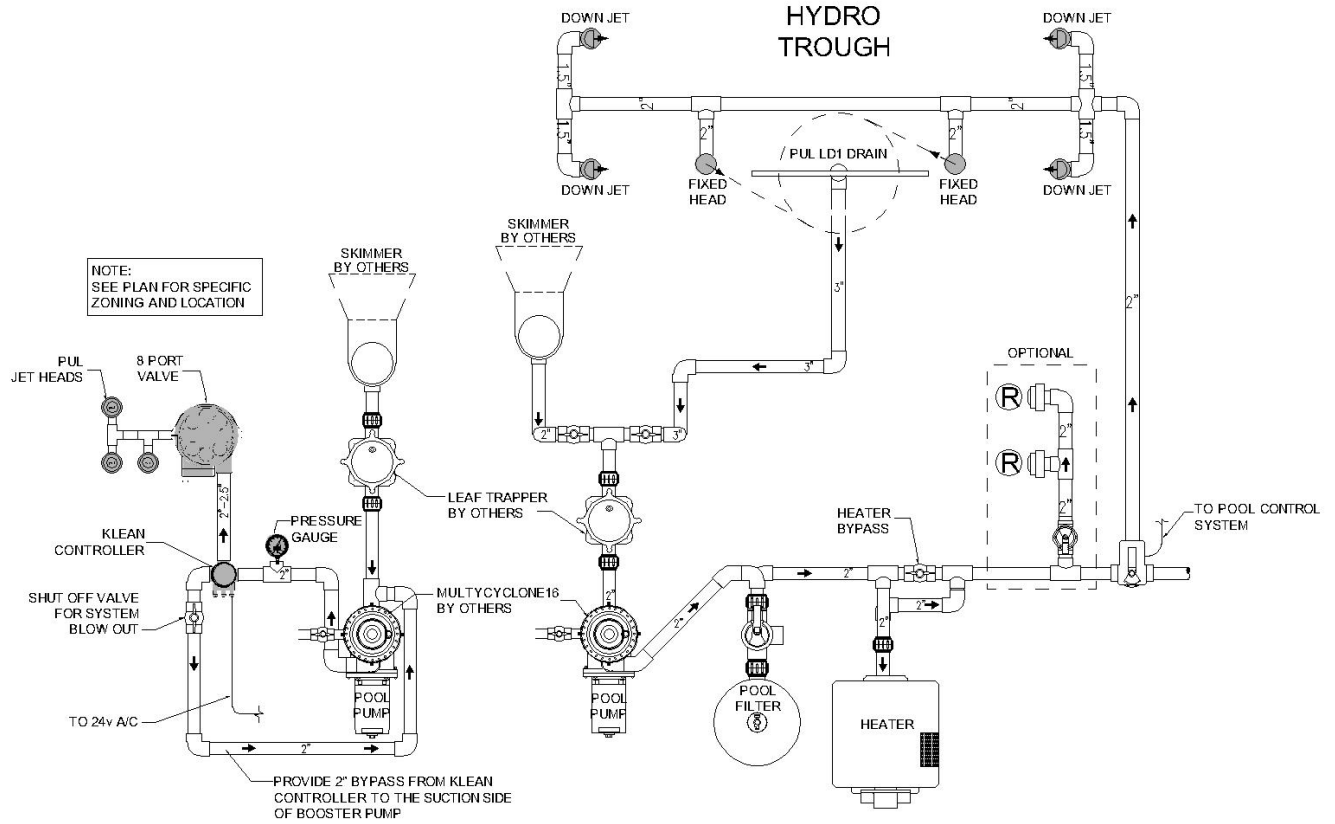 HYDRO
TROUGH
DOWN JET
DOWN JET
1.5"
1.5"
2"
2"
1.5"
1.5"
2"
2"
PUL LD1 DRAIN
DOWN JET
FIXED
HEAD
FIXED
HEAD
DOWN JET
SKIMMER
BY OTHERS
SKIMMER
BY OTHERS
NOTE:
SEE PLAN FOR SPECIFIC
ZONING AND LOCATION
3"
2"
OPTIONAL
PUL
JET HEADS
8 PORT
VALVE
3"
R
2"
2"
3"
R
LEAF TRAPPER
BY OTHERS
2"-2.5"
2"
HEATER
BYPASS
TO POOL CONTROL
SYSTEM
PRESSURE
GAUGE
KLEAN
CONTROLLER
2"
2"
2"
SHUT OFF VALVE
FOR SYSTEM
BLOW OUT
MULTYCYCLONE16
BY OTHERS
2"
2"
2"
POOL
PUMP
POOL
PUMP
POOL
FILTER
HEATER
TO 24v A/C
2"
PROVIDE 2" BYPASS FROM KLEAN
CONTROLLER TO THE SUCTION SIDE
OF BOOSTER PUMP